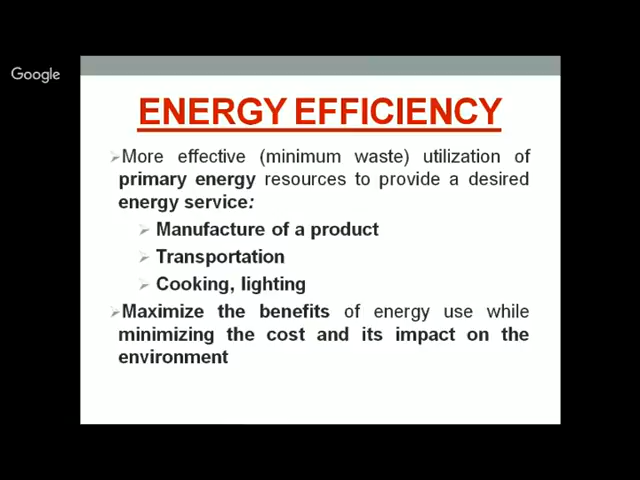 Google
ENERGY EFFICIENCY
More effective (minimum waste) utilization of
primary energy resources to provide a desired
energy service:
Manufacture of a product
Transportation
Cooking, lighting
Maximize the benefits of energy use while
minimizing the cost and its impact on the
environment